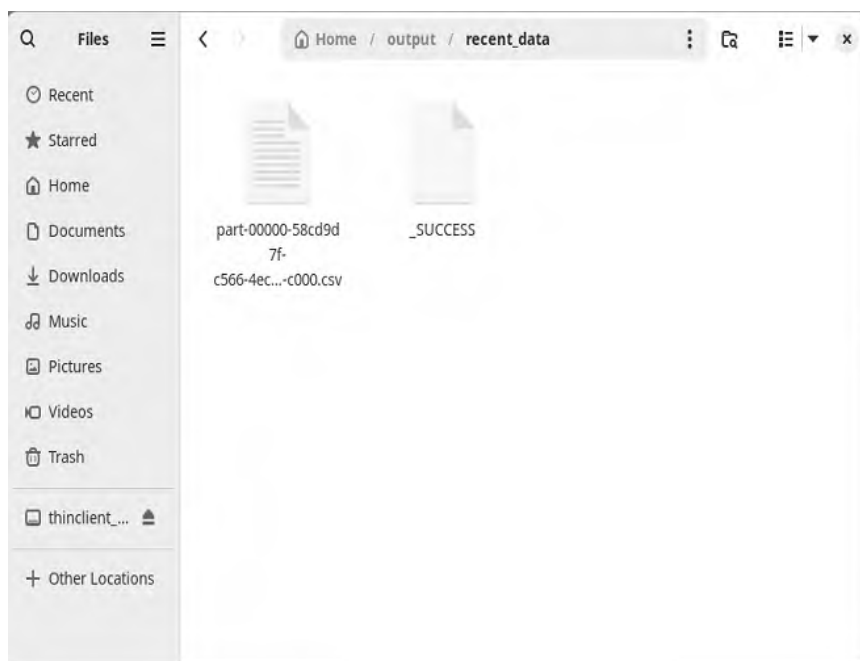 Files
Home / output / recent_data
Recent
Starred
Home
Documents
Downloads
Music
Pictures
Videos
Trash
thinclient_...
Other Locations
part-00000-58cd9d
7f-
c566-4ec...-c000.csv
_SUCCESS